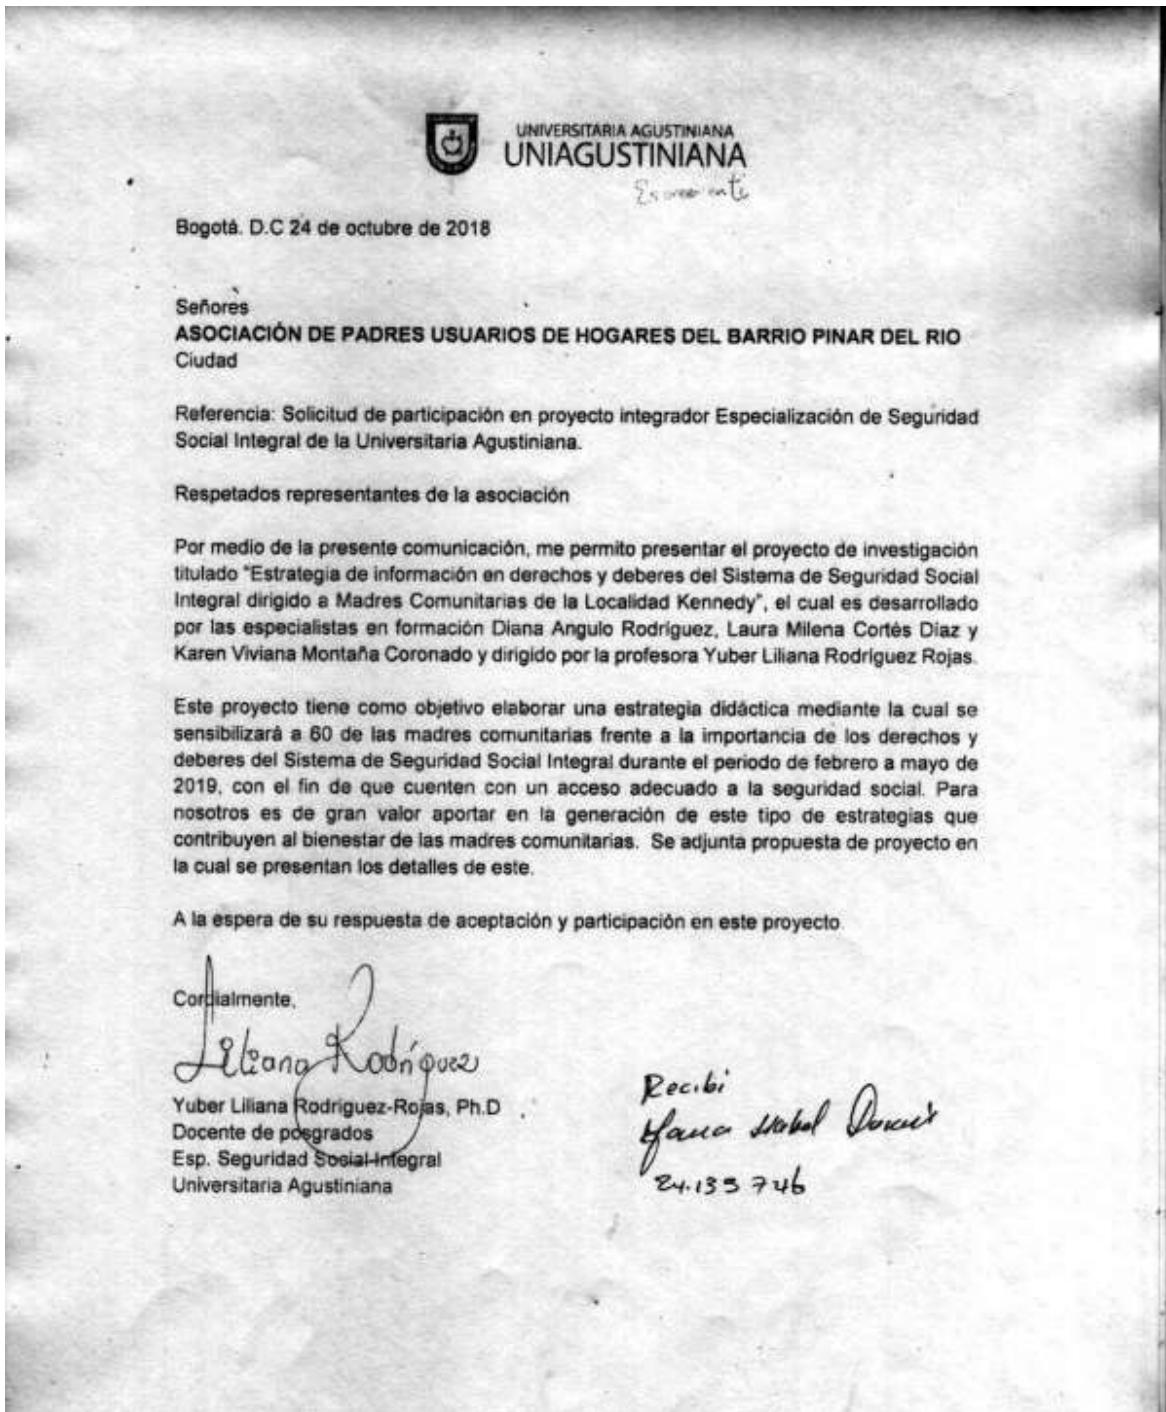 UNIVERSITARIA AGUSTINIANA
UNIAGUSTINIANA
Bogotá. D.C 24 de octubre de 2018
Señores
ASOCIACIÓN DE PADRES USUARIOS DE HOGARES DEL BARRIO PINAR DEL RIO
Ciudad
Referencia: Solicitud de participación en proyecto integrador Especialización de Seguridad
Social Integral de la Universitaria Agustiniana.
Respetados representantes de la asociación
Por medio de la presente comunicación, me permito presentar el proyecto de investigación
titulado "Estrategia de información en derechos y deberes del Sistema de Seguridad Social
Integral dirigido a Madres Comunitarias de la Localidad Kennedy", el cual es desarrollado
por las especialistas en formación Diana Angulo Rodríguez, Laura Milena Cortés Díaz y
Karen Viviana Montaña Coronado y dirigido por la profesora Yuber Liliana Rodríguez Rojas.
Este proyecto tiene como objetivo elaborar una estrategia didáctica mediante la cual se
sensibilizará a 60 de las madres comunitarias frente a la importancia de los derechos y
deberes del Sistema de Seguridad Social Integral durante el periodo de febrero a mayo de
2019, con el fin de que cuenten con un acceso adecuado a la seguridad social. Para
nosotros es de gran valor aportar en la generación de este tipo de estrategias que
contribuyen al bienestar de las madres comunitarias. Se adjunta propuesta de proyecto en
la cual se presentan los detalles de este.
A la espera de su respuesta de aceptación y participación en este proyecto.
Cordialmente,
Liliana Rodríguez
Yuber Liliana Rodríguez-Rojas, Ph.D
Docente de posgrados
Esp. Seguridad Social Integral
Universitaria Agustiniana
Recibi
Isabel
746